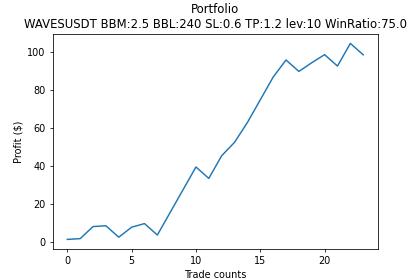 Portfolio
WAVESUSDT BBM:2.5 BBL:240 SL:0.6 TP:1.2 lev:10 WinRatio:75.0
Profit ($)
100
80
60
40
20
0
0 5 10 15 20
Trade counts